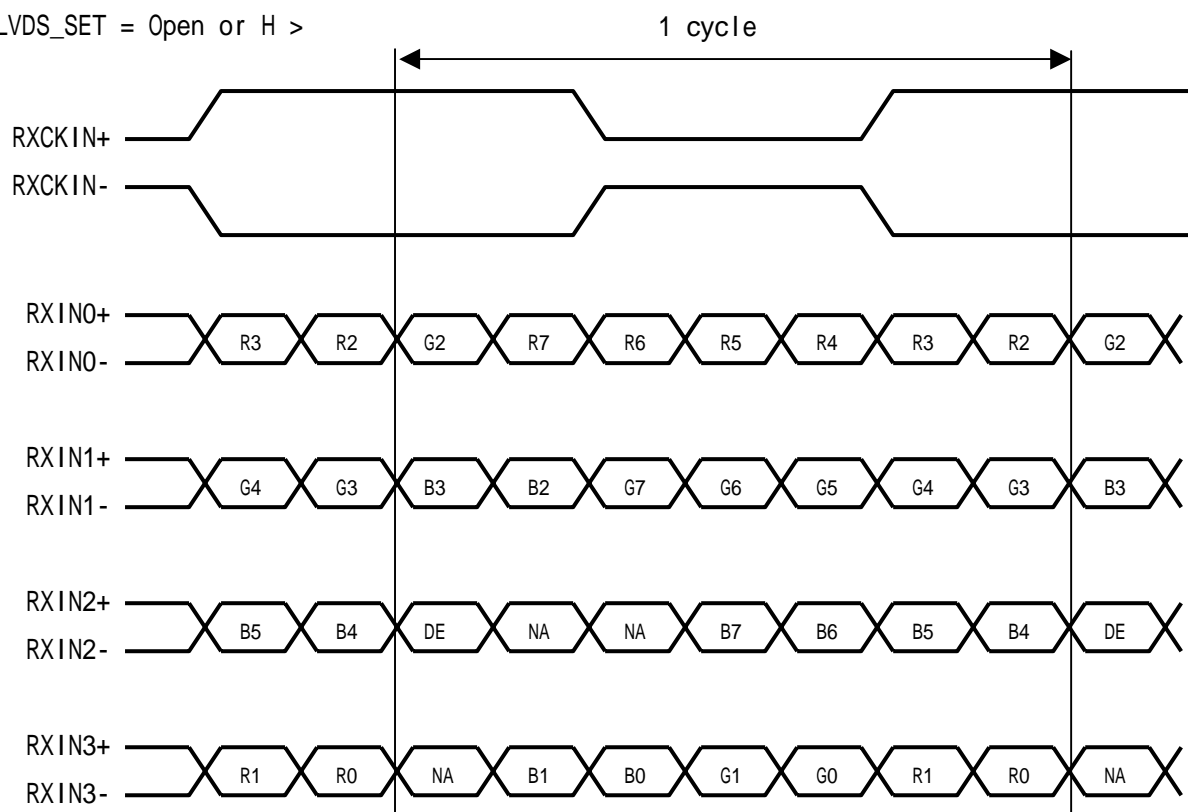 LVDS_SET = Open or H >
1 cycle
RXCKIN+
RXCKIN-
RXIN0+
R3 R2 G2 R7 R6 R5 R4 R3 R2 G2
RXIN0-
RXIN1+
G4 G3 B3 B2 G7 G6 G5 G4 G3 B3
RXIN1-
RXIN2+
B5 B4 DE NA NA B7 B6 B5 B4 DE
RXIN2-
RXIN3+
R1 R0 NA B1 B0 G1 G0 R1 R0 NA
RXIN3-